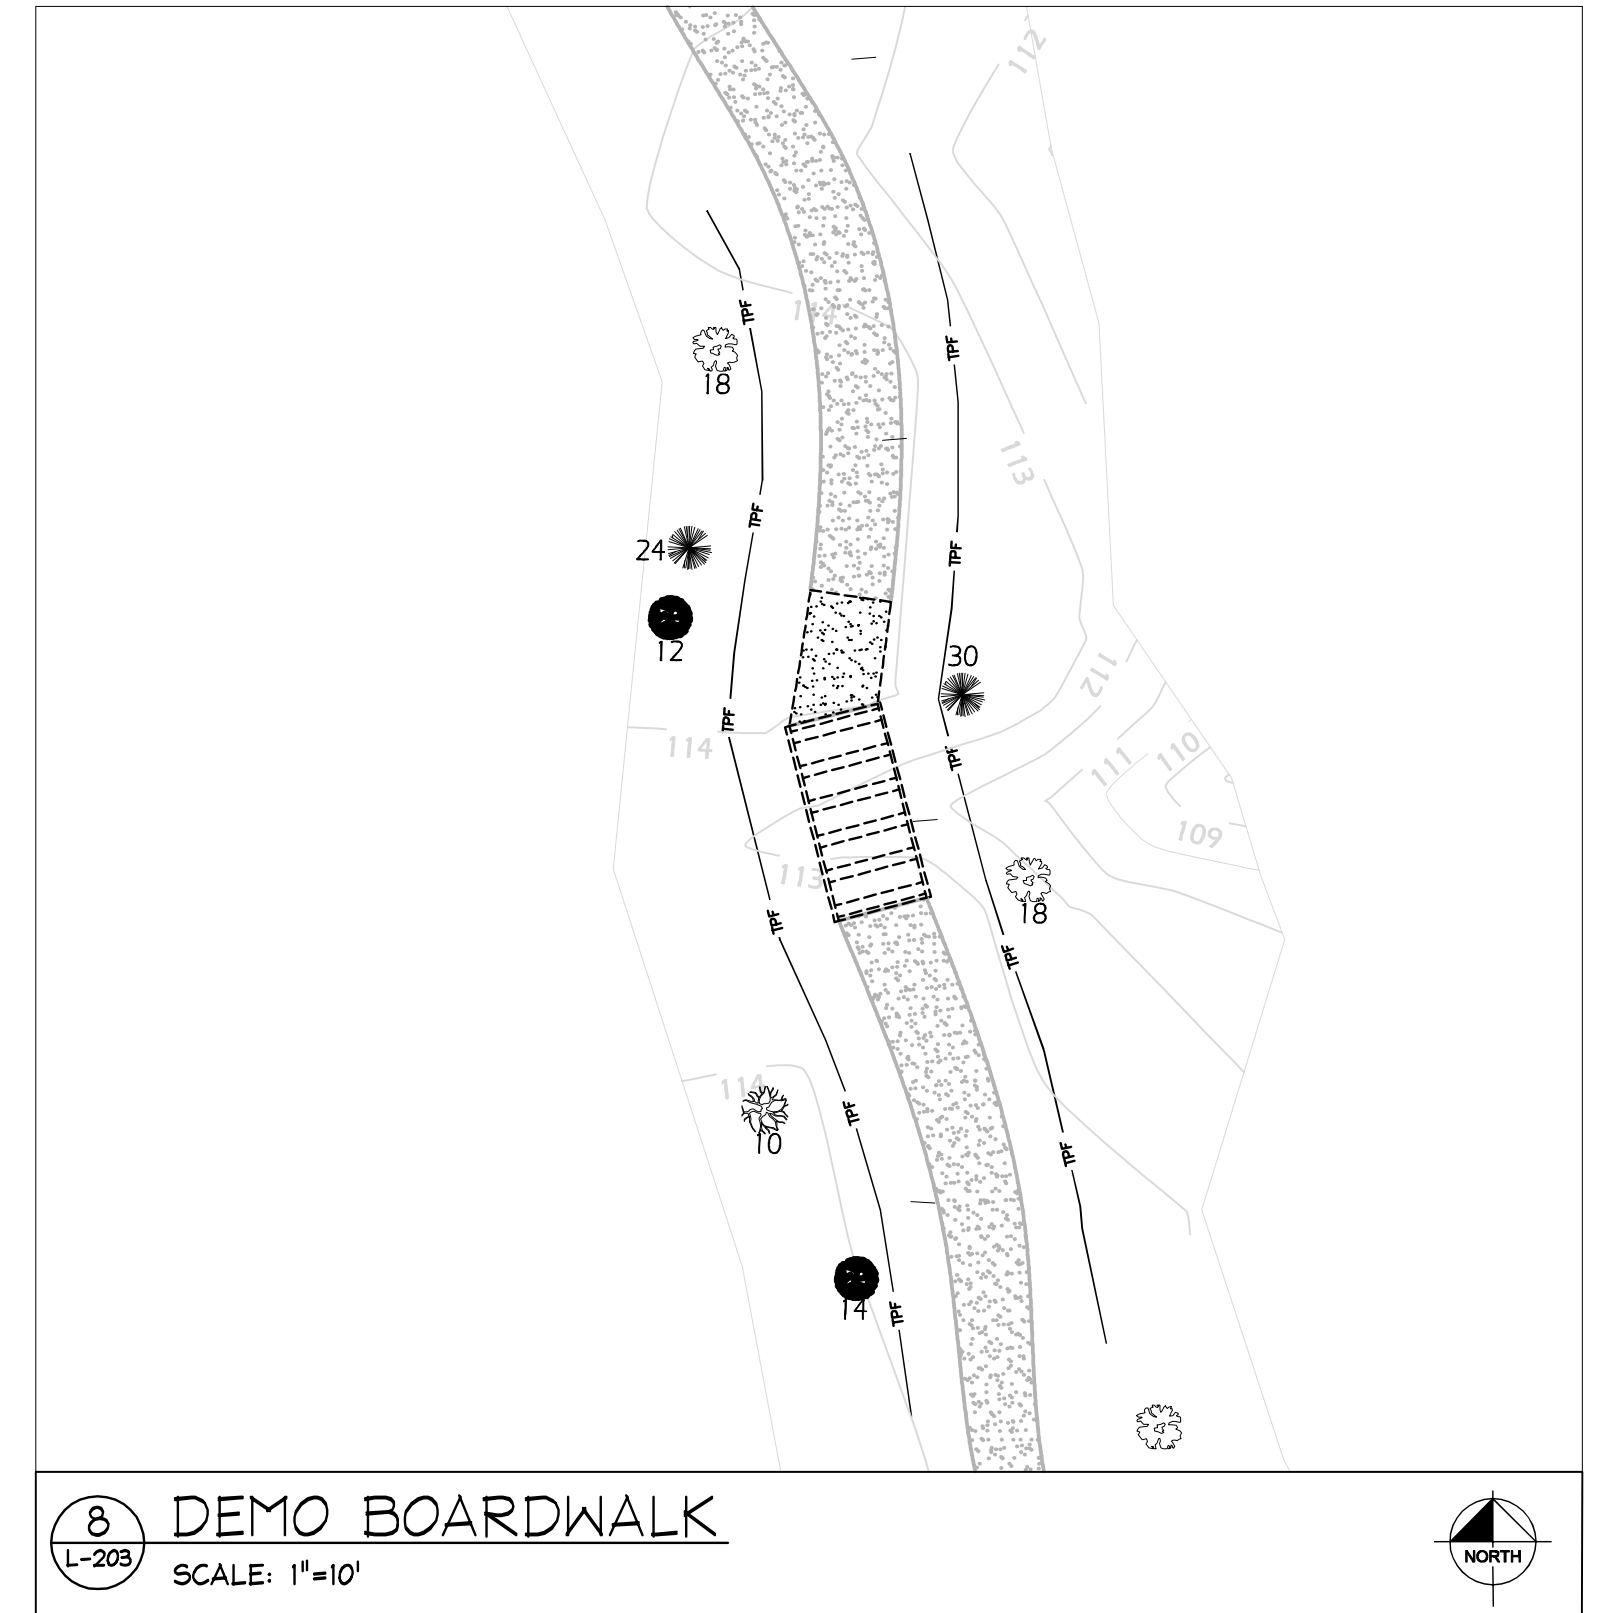 112
TPF
114
TPF
18
113
TPF
24
TPF
12
30
112
TPF
114
TPF
111
110
109
113
18
TPF
TPF
114
TPF
10
TPF
14
TPF
8
L-203
DEMO BOARDWALK
SCALE: 1"=10'
NORTH